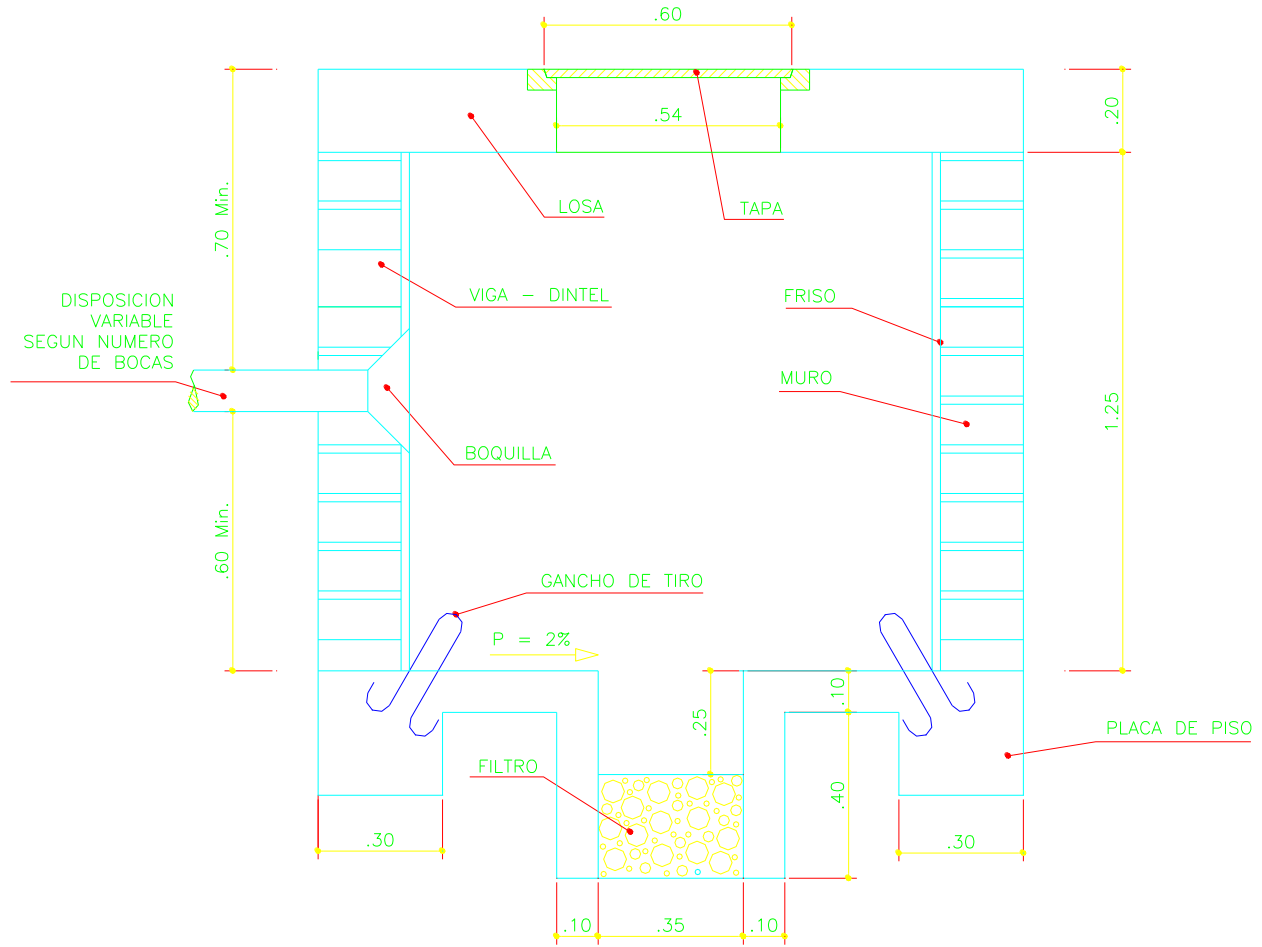 .60
.54
.20
LOSA
TAPA
.70 Min.
VIGA - DINTEL
FRISO
DISPOSICION
VARIABLE
SEGUN NUMERO
DE BOCAS
MURO
1.25
BOQUILLA
.60 Min.
GANCHO DE TIRO
P = 2%
.10
.25
PLACA DE PISO
FILTRO
.40
.30
.30
.10
.35
.10